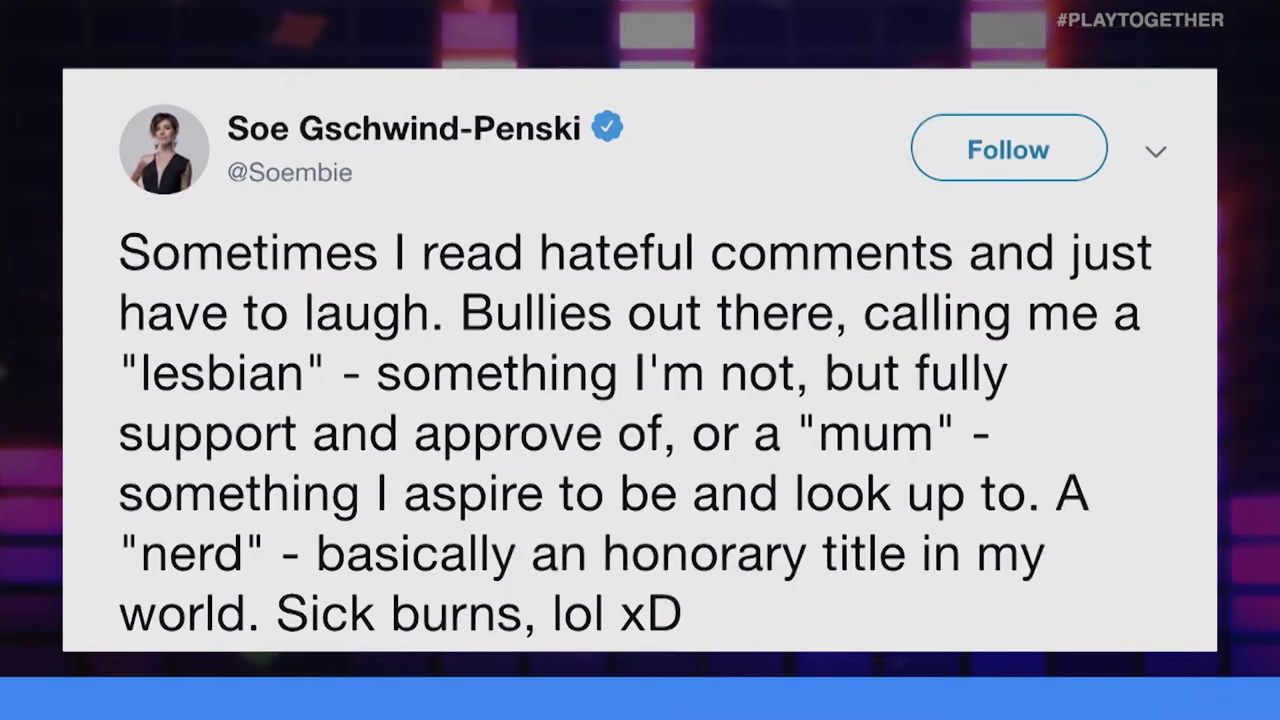 #PLAYTOGETHER
Soe Gschwind-Penski
@Soembie
Follow
Sometimes I read hateful comments and just
have to laugh. Bullies out there, calling me a
"lesbian" - something I'm not, but fully
support and approve of, or a "mum" -
something I aspire to be and look up to. A
"nerd" - basically an honorary title in my
world. Sick burns, lol xD